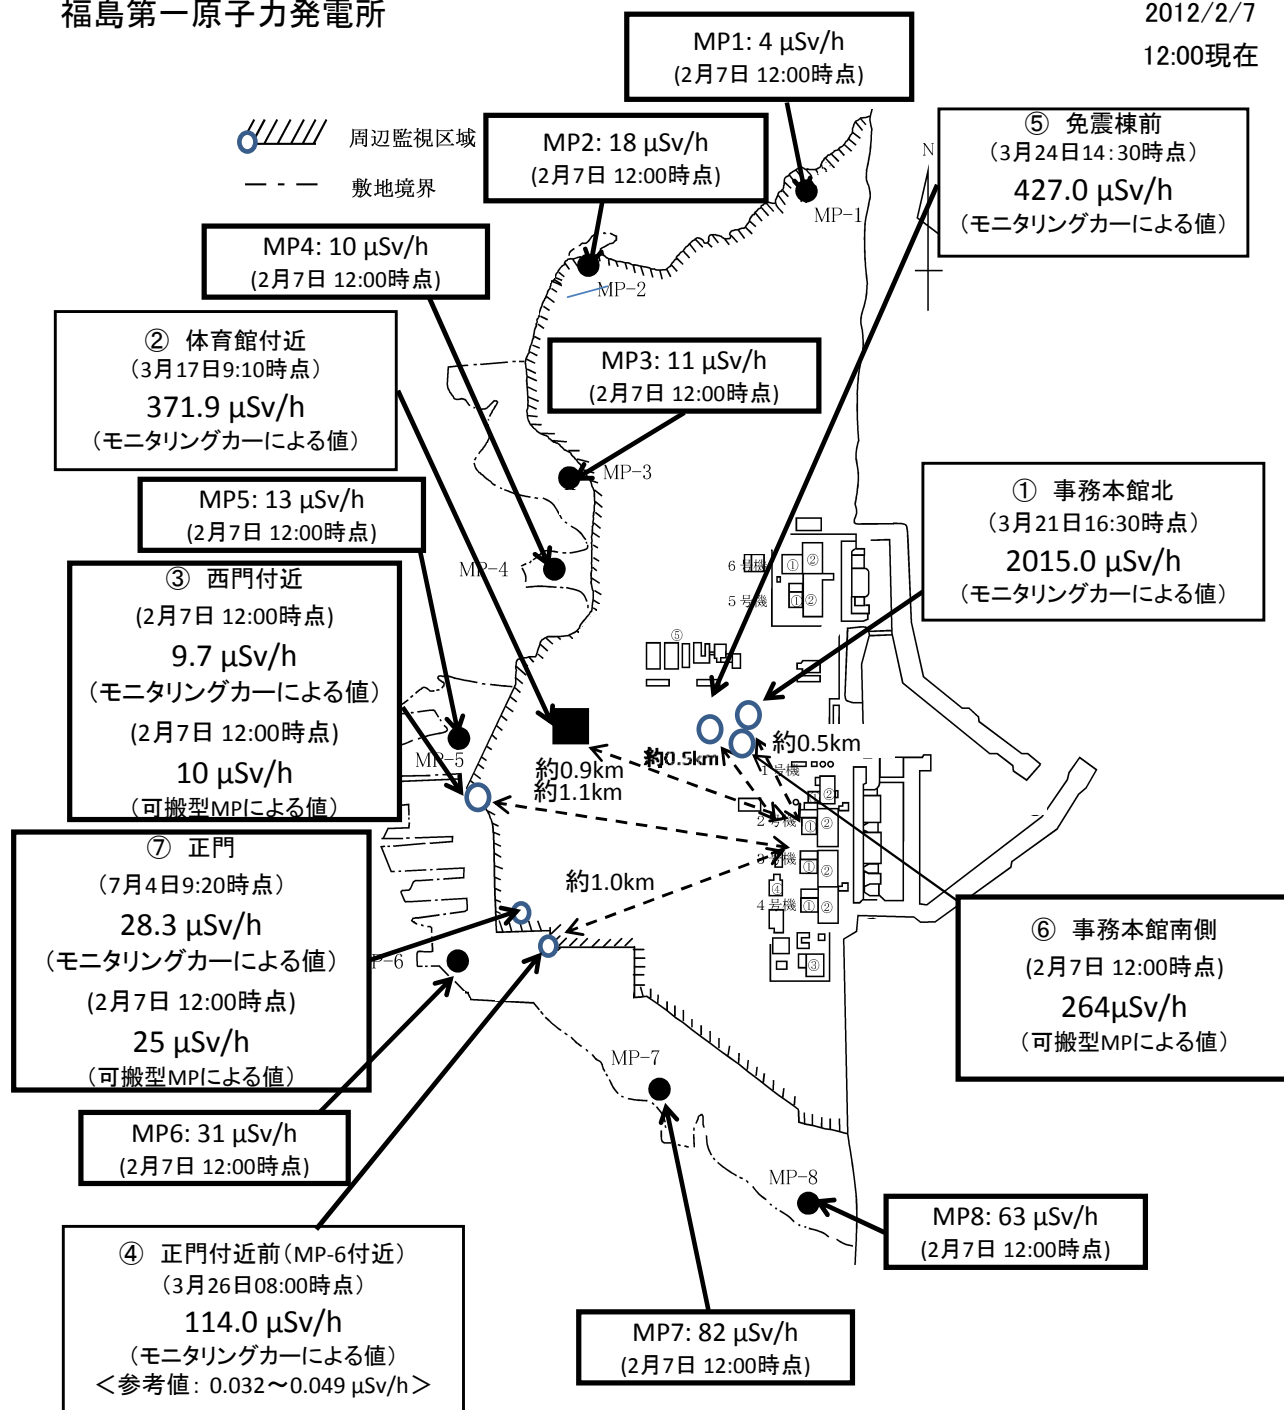 福島第一原子力発電所
2012/2/7
12:00現在
周辺監視区域
敷地境界
N
MP1: 4 μSv/h
(2月7日 12:00時点)
MP2: 18 μSv/h
(2月7日 12:00時点)
⑤ 免震棟前
(3月24日14:30時点)
427.0 μSv/h
(モニタリングカーによる値)
MP-1
MP4: 10 μSv/h
(2月7日 12:00時点)
MP-2
② 体育館付近
(3月17日9:10時点)
371.9 μSv/h
(モニタリングカーによる値)
MP3: 11 μSv/h
(2月7日 12:00時点)
MP-3
MP5: 13 μSv/h
(2月7日 12:00時点)
① 事務本館北
(3月21日16:30時点)
2015.0 μSv/h
(モニタリングカーによる値)
MP-4
6号機
①
②
5号機
①
②
⑤
③ 西門付近
(2月7日 12:00時点)
9.7 μSv/h
(モニタリングカーによる値)
(2月7日 12:00時点)
10 μSv/h
(可搬型MPによる値)
MP-5
約0.9km
約1.1km
約0.5km
約0.5km
1号機
①
②
2号機
①
②
3号機
①
②
④
4号機
①
②
③
約1.0km
⑦ 正門
(7月4日9:20時点)
28.3 μSv/h
(モニタリングカーによる値)
(2月7日 12:00時点)
25 μSv/h
(可搬型MPによる値)
P-6
⑥ 事務本館南側
(2月7日 12:00時点)
264μSv/h
(可搬型MPによる値)
MP-7
MP6: 31 μSv/h
(2月7日 12:00時点)
MP-8
MP8: 63 μSv/h
(2月7日 12:00時点)
④ 正門付近前(MP-6付近)
(3月26日08:00時点)
114.0 μSv/h
(モニタリングカーによる値)
<参考値: 0.032~0.049 μSv/h>
MP7: 82 μSv/h
(2月7日 12:00時点)